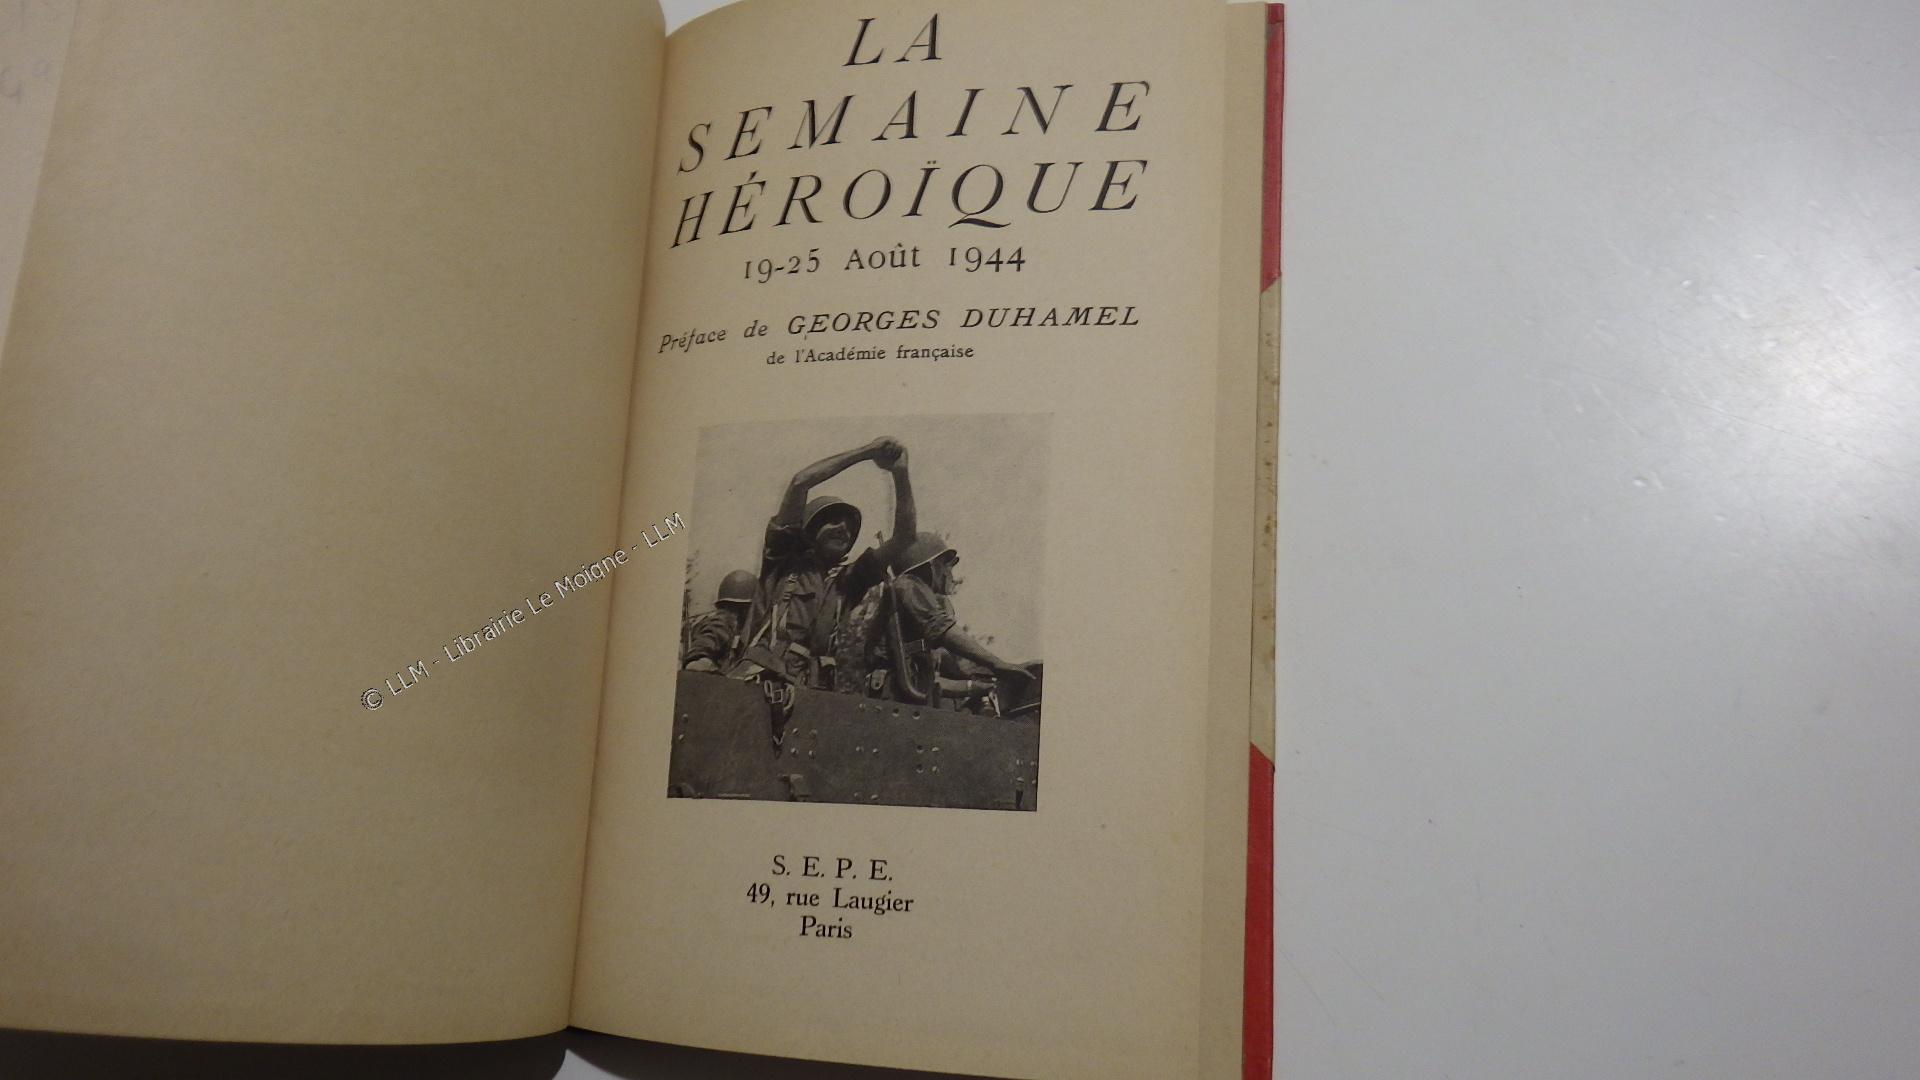 LA
SEMAINE
HÉROÏQUE
19-25 Août 1944
Préface de GEORGES DUHAMEL
de l'Académie française
© LLM - Librairie Le Moigne - LLM
S. E. P. E.
49, rue Laugier
Paris